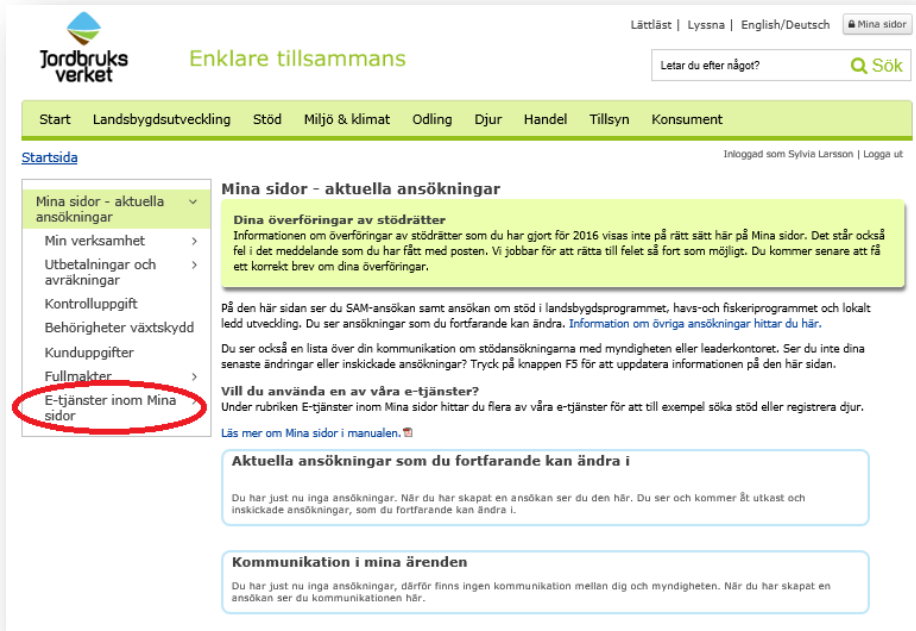 Jordbruks
verket
Enklare tillsammans
Lättläst | Lyssna | English/Deutsch
Mina sidor
Letar du efter något?
Sök
Start Landsbygdsutveckling Stöd Miljö & klimat Odling Djur Handel Tillsyn Konsument
Startsida
Inloggad som Sylvia Larsson | Logga ut
Mina sidor - aktuella
ansökningar
Min verksamhet
Utbetalningar och
avräkningar
Kontrolluppgift
Behörigheter växtskydd
Kunduppgifter
Fullmakter
E-tjänster inom Mina
sidor
Mina sidor - aktuella ansökningar
Dina överföringar av stödrätter
Informationen om överföringar av stödrätter som du har gjort för 2016 visas inte på rätt sätt här på Mina sidor. Det står också
fel i det meddelande som du har fått med posten. Vi jobbar för att rätta till felet så fort som möjligt. Du kommer senare att få
ett korrekt brev om dina överföringar.
På den här sidan ser du SAM-ansökan samt ansökan om stöd i landsbygdsprogrammet, havs-och fiskeriprogrammet och lokalt
ledd utveckling. Du ser ansökningar som du fortfarande kan ändra. Information om övriga ansökningar hittar du här.
Du ser också en lista över din kommunikation om stödansökningarna med myndigheten eller leaderkontoret. Ser du inte dina
senaste ändringar eller inskickade ansökningar? Tryck på knappen F5 för att uppdatera informationen på den här sidan.
Vill du använda en av våra e-tjänster?
Under rubriken E-tjänster inom Mina sidor hittar du flera av våra e-tjänster för att till exempel söka stöd eller registrera djur.
Läs mer om Mina sidor i manualen.
Aktuella ansökningar som du fortfarande kan ändra i
Du har just nu inga ansökningar. När du har skapat en ansökan ser du den här. Du ser och kommer åt utkast och
inskickade ansökningar, som du fortfarande kan ändra i.
Kommunikation i mina ärenden
Du har just nu inga ansökningar, därför finns ingen kommunikation mellan dig och myndigheten. När du har skapat en
ansökan ser du kommunikationen här.